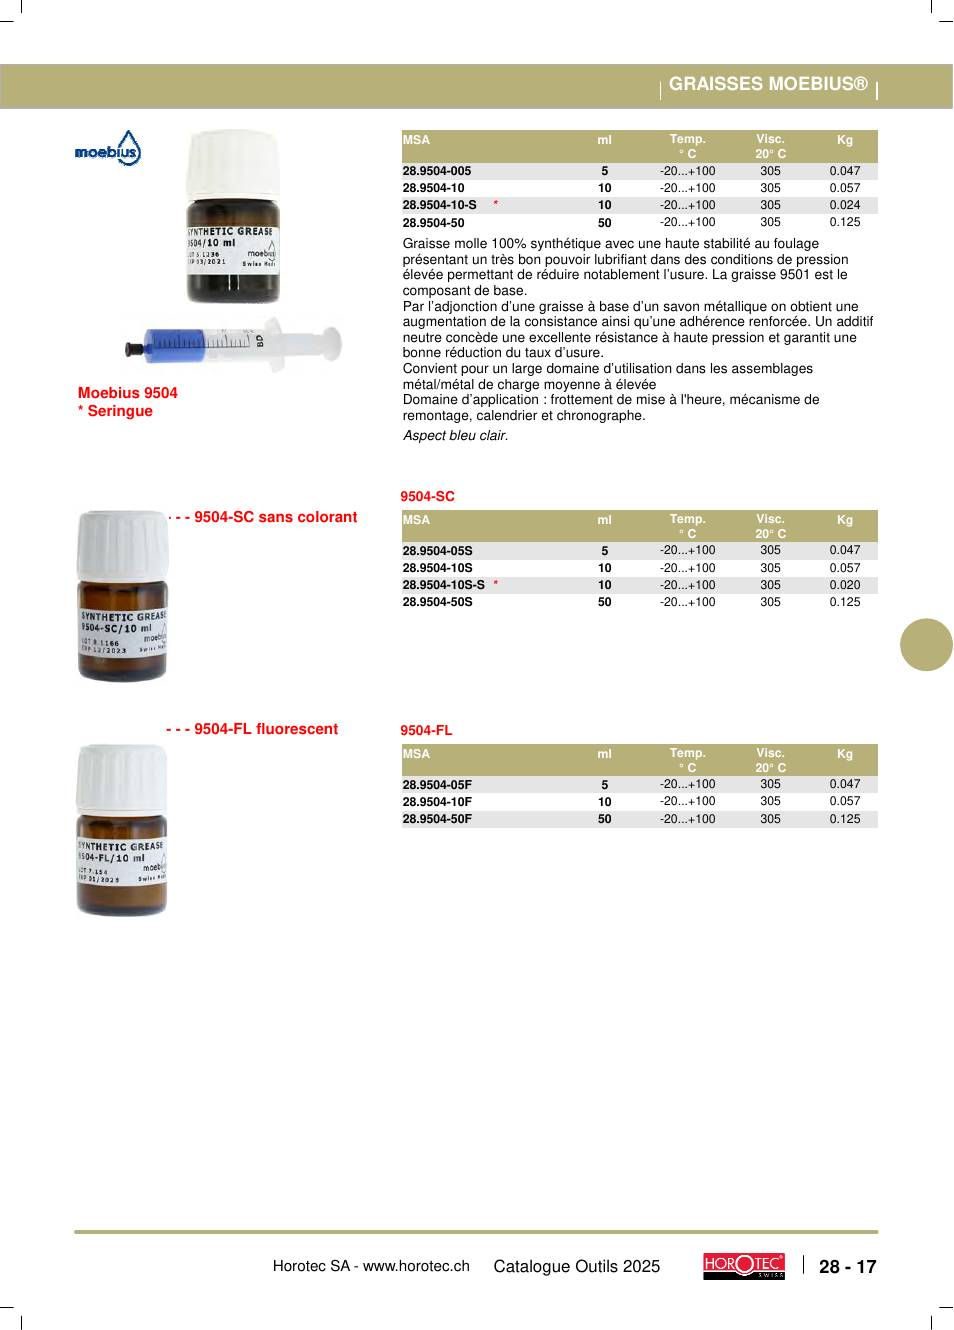 GRAISSES MOEBIUS®
moebius
SYNTHETIC GREASE
9504/10 ml
moebius
EXP 03/2021
Swiss Made
BD
Moebius 9504
* Seringue
MSA ml Temp. ° C Visc. 20° C Kg
28.9504-005 5 -20...+100 305 0.047
28.9504-10 10 -20...+100 305 0.057
28.9504-10-S * 10 -20...+100 305 0.024
28.9504-50 50 -20...+100 305 0.125
Graisse molle 100% synthétique avec une haute stabilité au foulage
présentant un très bon pouvoir lubrifiant dans des conditions de pression
élevée permettant de réduire notablement l’usure. La graisse 9501 est le
composant de base.
Par l’adjonction d’une graisse à base d’un savon métallique on obtient une
augmentation de la consistance ainsi qu’une adhérence renforcée. Un additif
neutre concède une excellente résistance à haute pression et garantit une
bonne réduction du taux d’usure.
Convient pour un large domaine d’utilisation dans les assemblages
métal/métal de charge moyenne à élevée
Domaine d’application : frottement de mise à l'heure, mécanisme de
remontage, calendrier et chronographe.
Aspect bleu clair.
- - - 9504-SC sans colorant
SYNTHETIC GREASE
9504-SC/10 ml
LOT 8.1166
EXP 12/2023
9504-SC
MSA ml Temp. ° C Visc. 20° C Kg
28.9504-05S 5 -20...+100 305 0.047
28.9504-10S 10 -20...+100 305 0.057
28.9504-10S-S * 10 -20...+100 305 0.020
28.9504-50S 50 -20...+100 305 0.125
- - - 9504-FL fluorescent
SYNTHETIC GREASE
9504-FL/10 ml
LOT 7.154
9504-FL
MSA ml Temp. ° C Visc. 20° C Kg
28.9504-05F 5 -20...+100 305 0.047
28.9504-10F 10 -20...+100 305 0.057
28.9504-50F 50 -20...+100 305 0.125
Horotec SA - www.horotec.ch Catalogue Outils 2025 HOROTEC SWISS 28 - 17